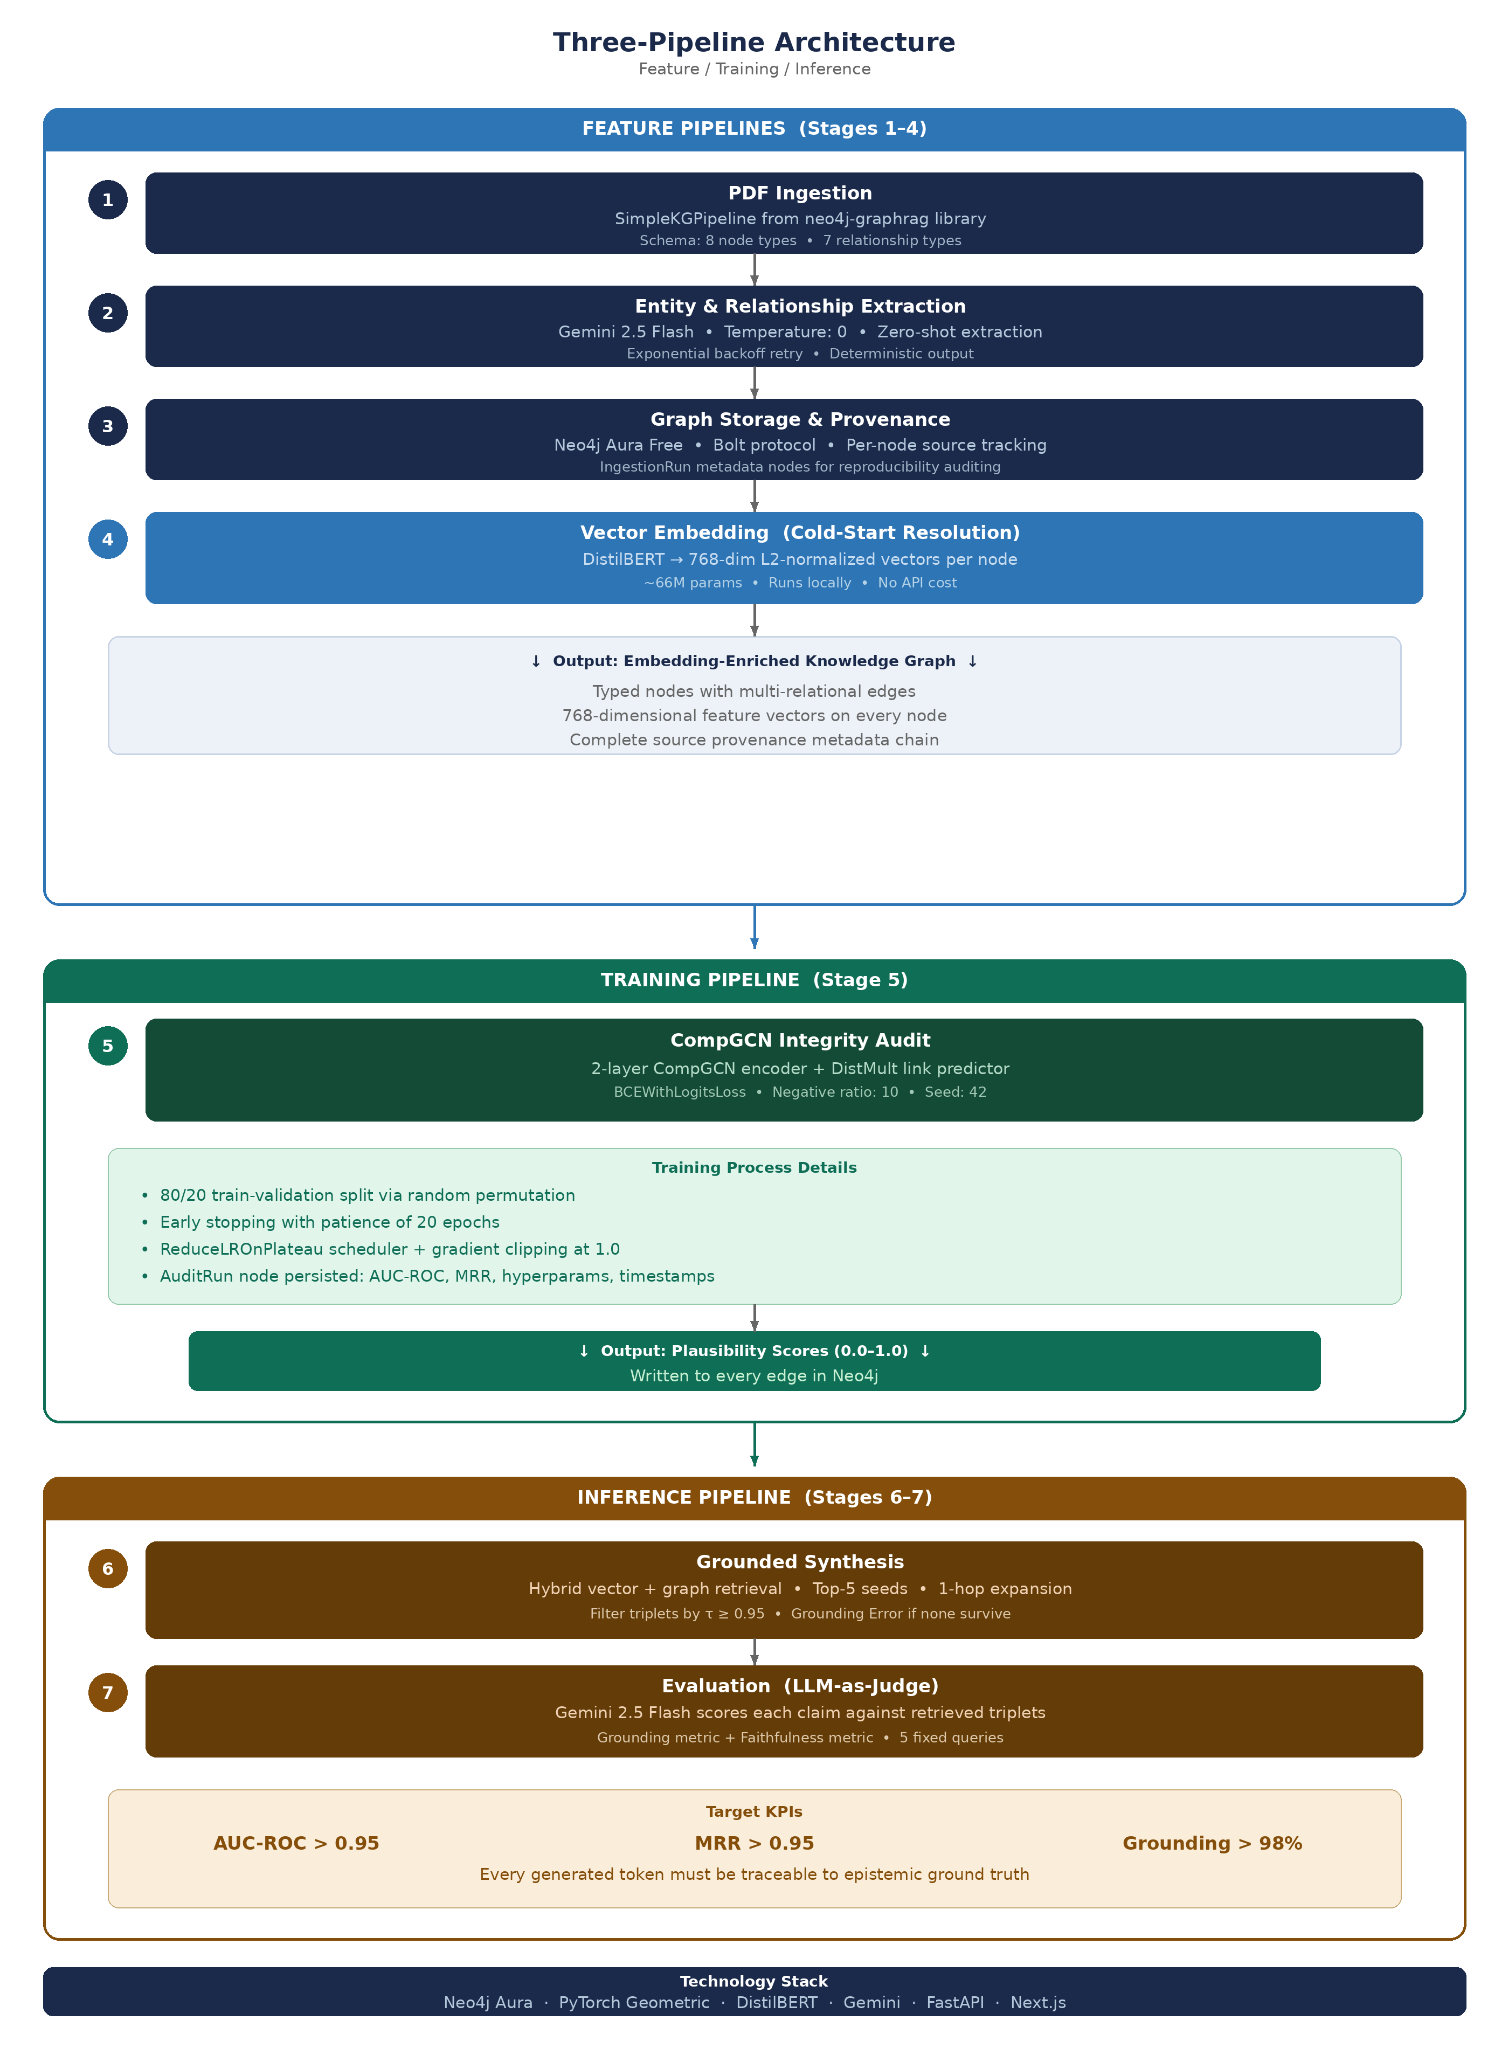 Three-Pipeline Architecture
Feature / Training / Inference
FEATURE PIPELINES (Stages 1–4)
1
PDF Ingestion
SimpleKGPipeline from neo4j-graphrag library
Schema: 8 node types • 7 relationship types
2
Entity & Relationship Extraction
Gemini 2.5 Flash • Temperature: 0 • Zero-shot extraction
Exponential backoff retry • Deterministic output
3
Graph Storage & Provenance
Neo4j Aura Free • Bolt protocol • Per-node source tracking
IngestionRun metadata nodes for reproducibility auditing
4
Vector Embedding (Cold-Start Resolution)
DistilBERT → 768-dim L2-normalized vectors per node
~66M params • Runs locally • No API cost
↓ Output: Embedding-Enriched Knowledge Graph ↓
Typed nodes with multi-relational edges
768-dimensional feature vectors on every node
Complete source provenance metadata chain
TRAINING PIPELINE (Stage 5)
5
CompGCN Integrity Audit
2-layer CompGCN encoder + DistMult link predictor
BCEWithLogitsLoss • Negative ratio: 10 • Seed: 42
Training Process Details
• 80/20 train-validation split via random permutation
• Early stopping with patience of 20 epochs
• ReduceLROnPlateau scheduler + gradient clipping at 1.0
• AuditRun node persisted: AUC-ROC, MRR, hyperparams, timestamps
↓ Output: Plausibility Scores (0.0–1.0) ↓
Written to every edge in Neo4j
INFERENCE PIPELINE (Stages 6–7)
6
Grounded Synthesis
Hybrid vector + graph retrieval • Top-5 seeds • 1-hop expansion
Filter triplets by τ ≥ 0.95 • Grounding Error if none survive
7
Evaluation (LLM-as-Judge)
Gemini 2.5 Flash scores each claim against retrieved triplets
Grounding metric + Faithfulness metric • 5 fixed queries
Target KPIs
AUC-ROC > 0.95 MRR > 0.95 Grounding > 98%
Every generated token must be traceable to epistemic ground truth
Technology Stack
Neo4j Aura · PyTorch Geometric · DistilBERT · Gemini · FastAPI · Next.js